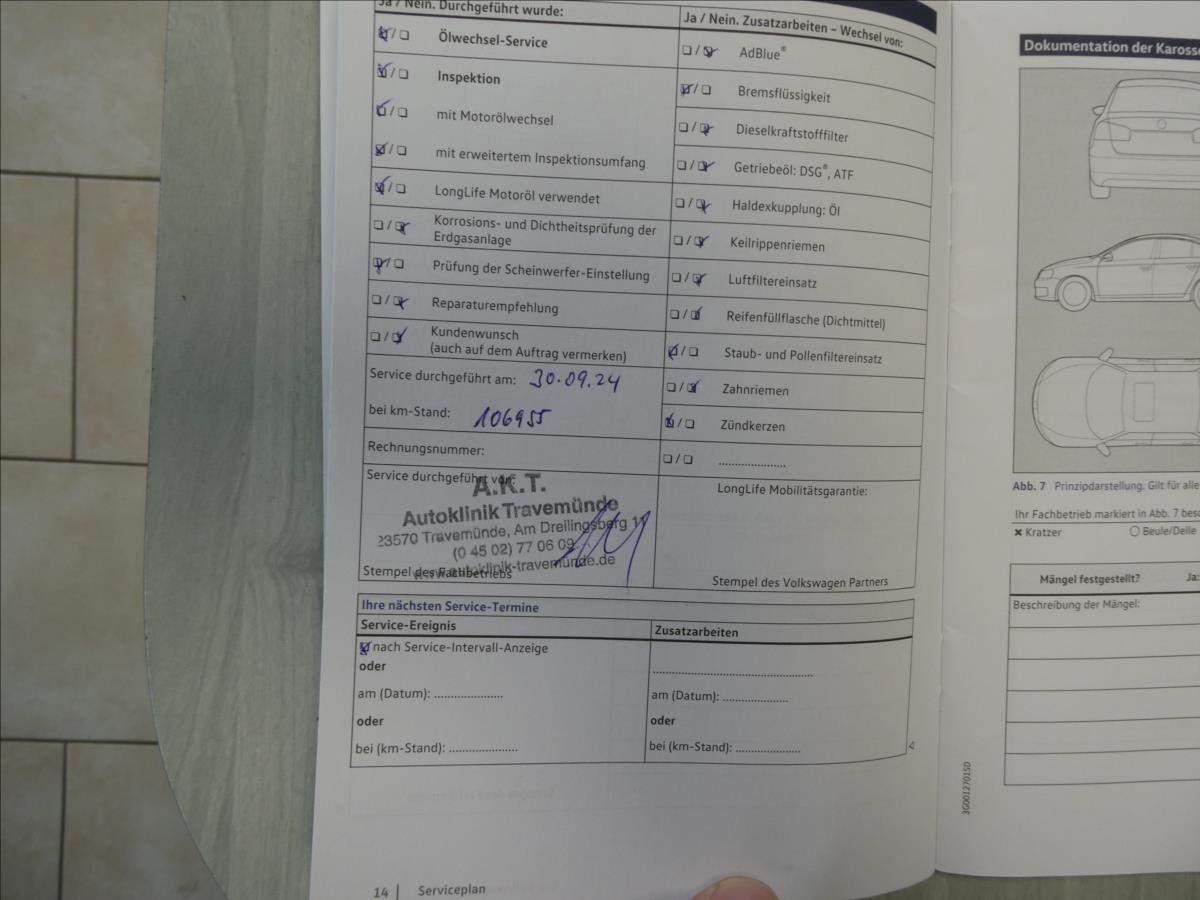 Ja / Nein. Durchgeführt wurde:
Ölwechsel-Service
Inspektion
mit Motorölwechsel
mit erweitertem Inspektionsumfang
LongLife Motoröl verwendet
Korrosions- und Dichtheitsprüfung der
Erdgasanlage
Prüfung der Scheinwerfer-Einstellung
Reparaturempfehlung
Kundenwunsch
(auch auf dem Auftrag vermerken)
Service durchgeführt am: 30.09.24
bei km-Stand: 106955
Rechnungsnummer:
Service durchgeführt von:
A.K.T.
Autoklinik Travemünde
23570 Travemünde, Am Dreilingsberg 11
(0 45 02) 77 06 09
www.autoklinik-travemünde.de
Stempel des Fachbetriebs
Ja / Nein. Zusatzarbeiten – Wechsel von:
AdBlue®
Bremsflüssigkeit
Dieselkraftstofffilter
Getriebeöl: DSG®, ATF
Haldexkupplung: Öl
Keilrippenriemen
Luftfiltereinsatz
Reifenfüllflasche (Dichtmittel)
Staub- und Pollenfiltereinsatz
Zahnriemen
Zündkerzen
....................
LongLife Mobilitätsgarantie:
Stempel des Volkswagen Partners
Ihre nächsten Service-Termine
Service-Ereignis
nach Service-Intervall-Anzeige
oder
am (Datum): ....................
oder
bei (km-Stand): ....................
Zusatzarbeiten
am (Datum): ....................
oder
bei (km-Stand): ....................
14 | Serviceplan
Dokumentation der Kaross
Abb. 7 Prinzipdarstellung. Gilt für alle
Ihr Fachbetrieb markiert in Abb. 7 bes
Kratzer
Beule/Delle
Mängel festgestellt? Ja:
Beschreibung der Mängel:
3G0012701SD